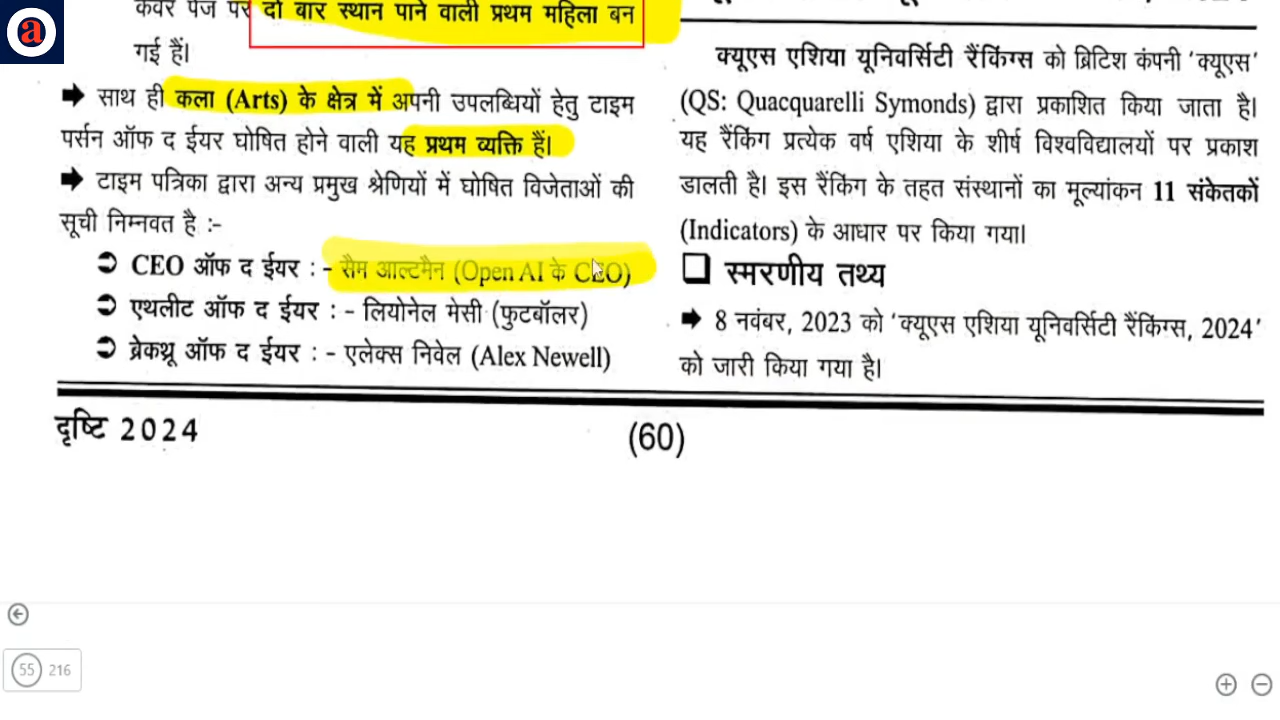 a
कवर पेज पर दो बार स्थान पाने वाली प्रथम महिला बन
गई हैं।
➡ साथ ही कला (Arts) के क्षेत्र में अपनी उपलब्धियों हेतु टाइम
पर्सन ऑफ द ईयर घोषित होने वाली यह प्रथम व्यक्ति हैं।
➡ टाइम पत्रिका द्वारा अन्य प्रमुख श्रेणियों में घोषित विजेताओं की
सूची निम्नवत है :-
➲ CEO ऑफ द ईयर : - सैम आल्टमैन (Open AI के CEO)
➲ एथलीट ऑफ द ईयर : - लियोनेल मेसी (फुटबॉलर)
➲ ब्रेकथ्रू ऑफ द ईयर : - एलेक्स निवेल (Alex Newell)
क्यूएस एशिया यूनिवर्सिटी रैंकिंग्स को ब्रिटिश कंपनी 'क्यूएस'
(QS: Quacquarelli Symonds) द्वारा प्रकाशित किया जाता है।
यह रैंकिंग प्रत्येक वर्ष एशिया के शीर्ष विश्वविद्यालयों पर प्रकाश
डालती है। इस रैंकिंग के तहत संस्थानों का मूल्यांकन 11 संकेतकों
(Indicators) के आधार पर किया गया।
❑ स्मरणीय तथ्य
➡ 8 नवंबर, 2023 को 'क्यूएस एशिया यूनिवर्सिटी रैंकिंग्स, 2024'
को जारी किया गया है।
दृष्टि 2024
(60)
55 216